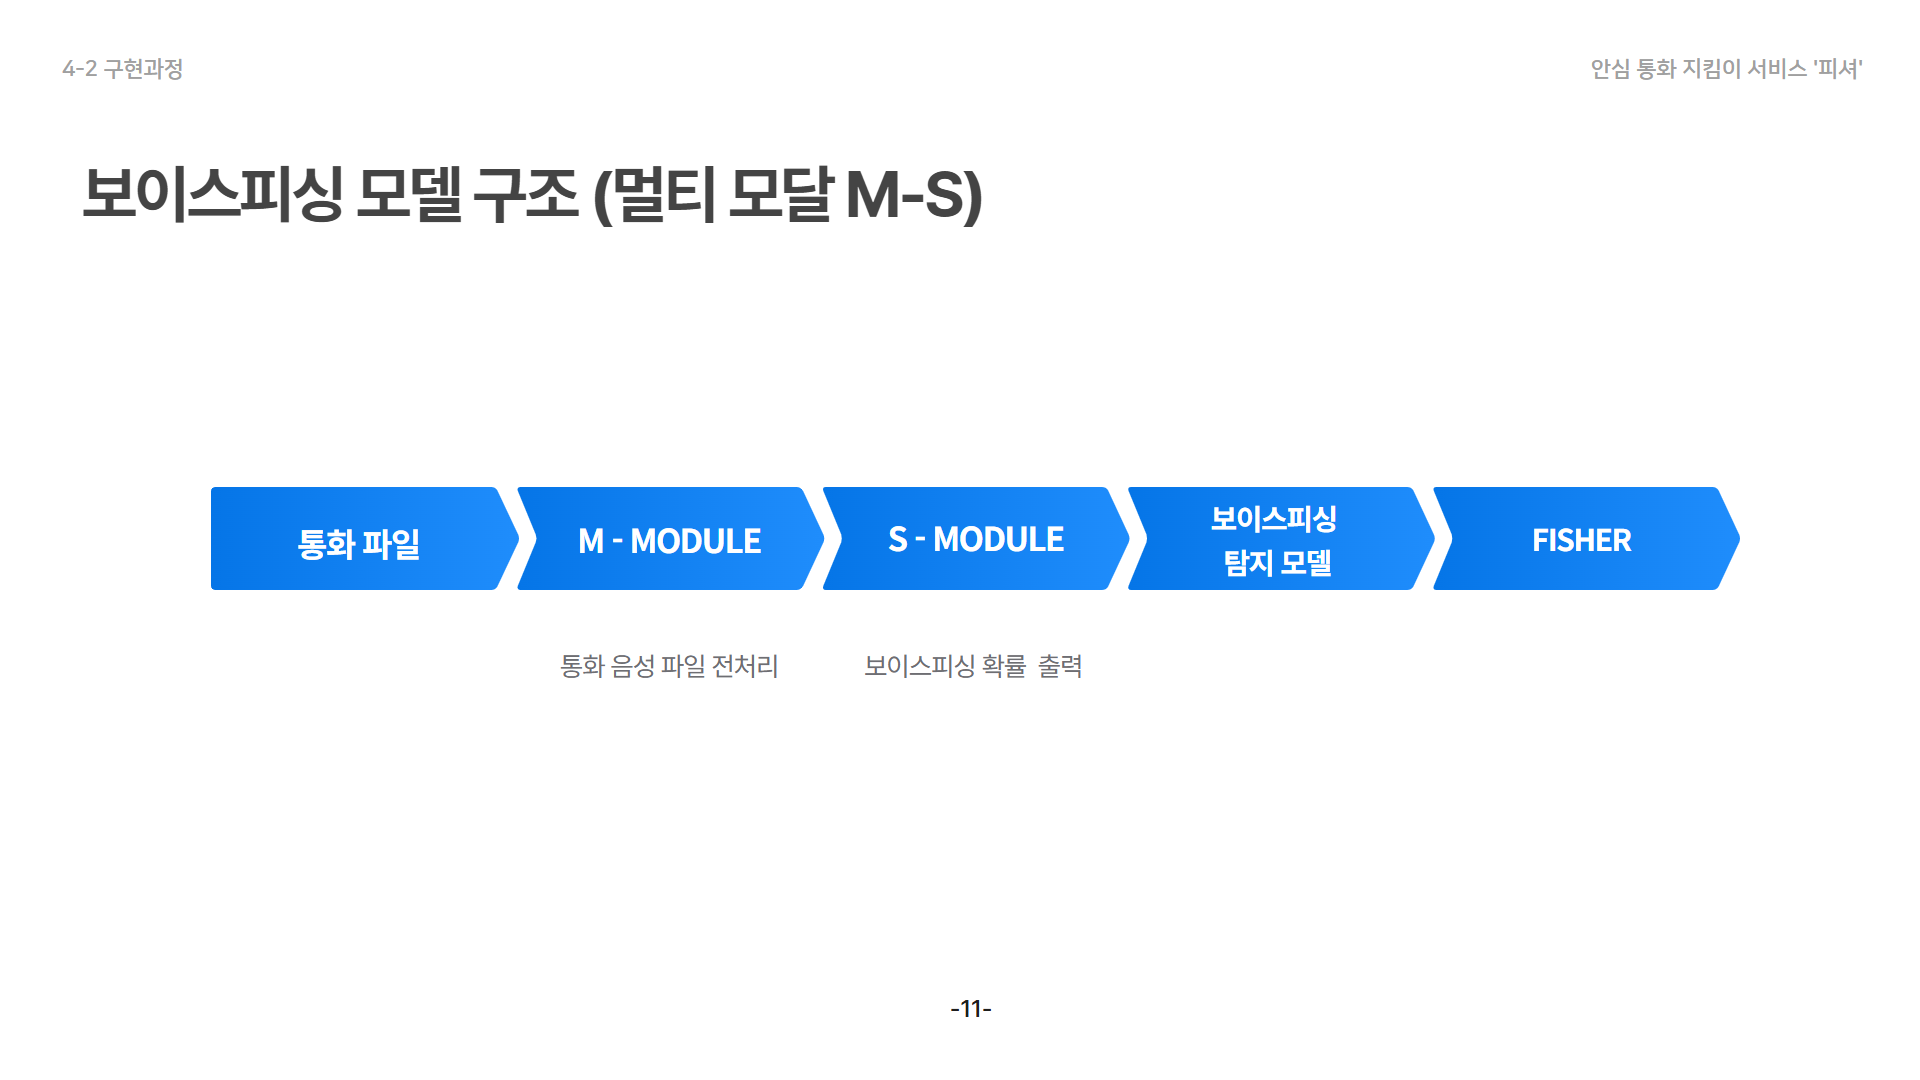 4-2 구현과정
안심 통화 지킴이 서비스 '피셔'
보이스피싱 모델 구조 (멀티 모달 M-S)
통화 파일
M - MODULE
S - MODULE
보이스피싱
탐지 모델
FISHER
통화 음성 파일 전처리
보이스피싱 확률 출력
-11-